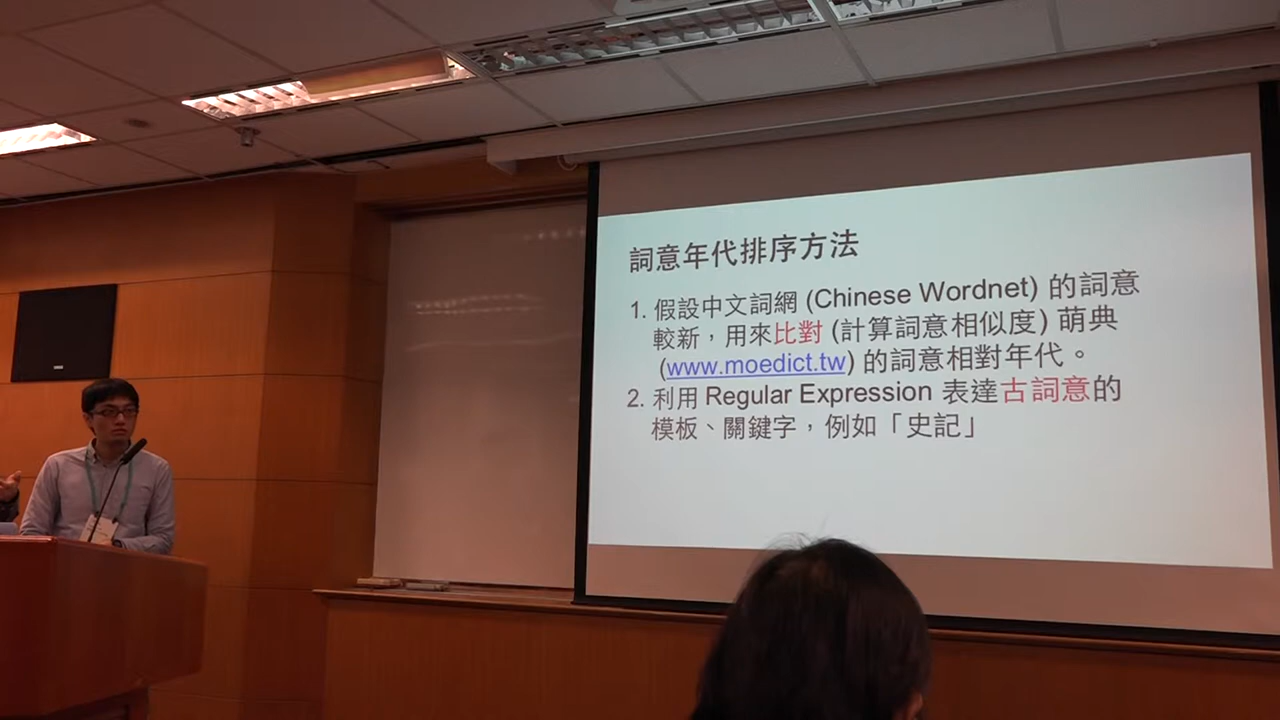 詞意年代排序方法
1. 假設中文詞網 (Chinese Wordnet) 的詞意
較新，用來比對 (計算詞意相似度) 萌典
(www.moedict.tw) 的詞意相對年代。
2. 利用 Regular Expression 表達古詞意的
模板、關鍵字，例如「史記」